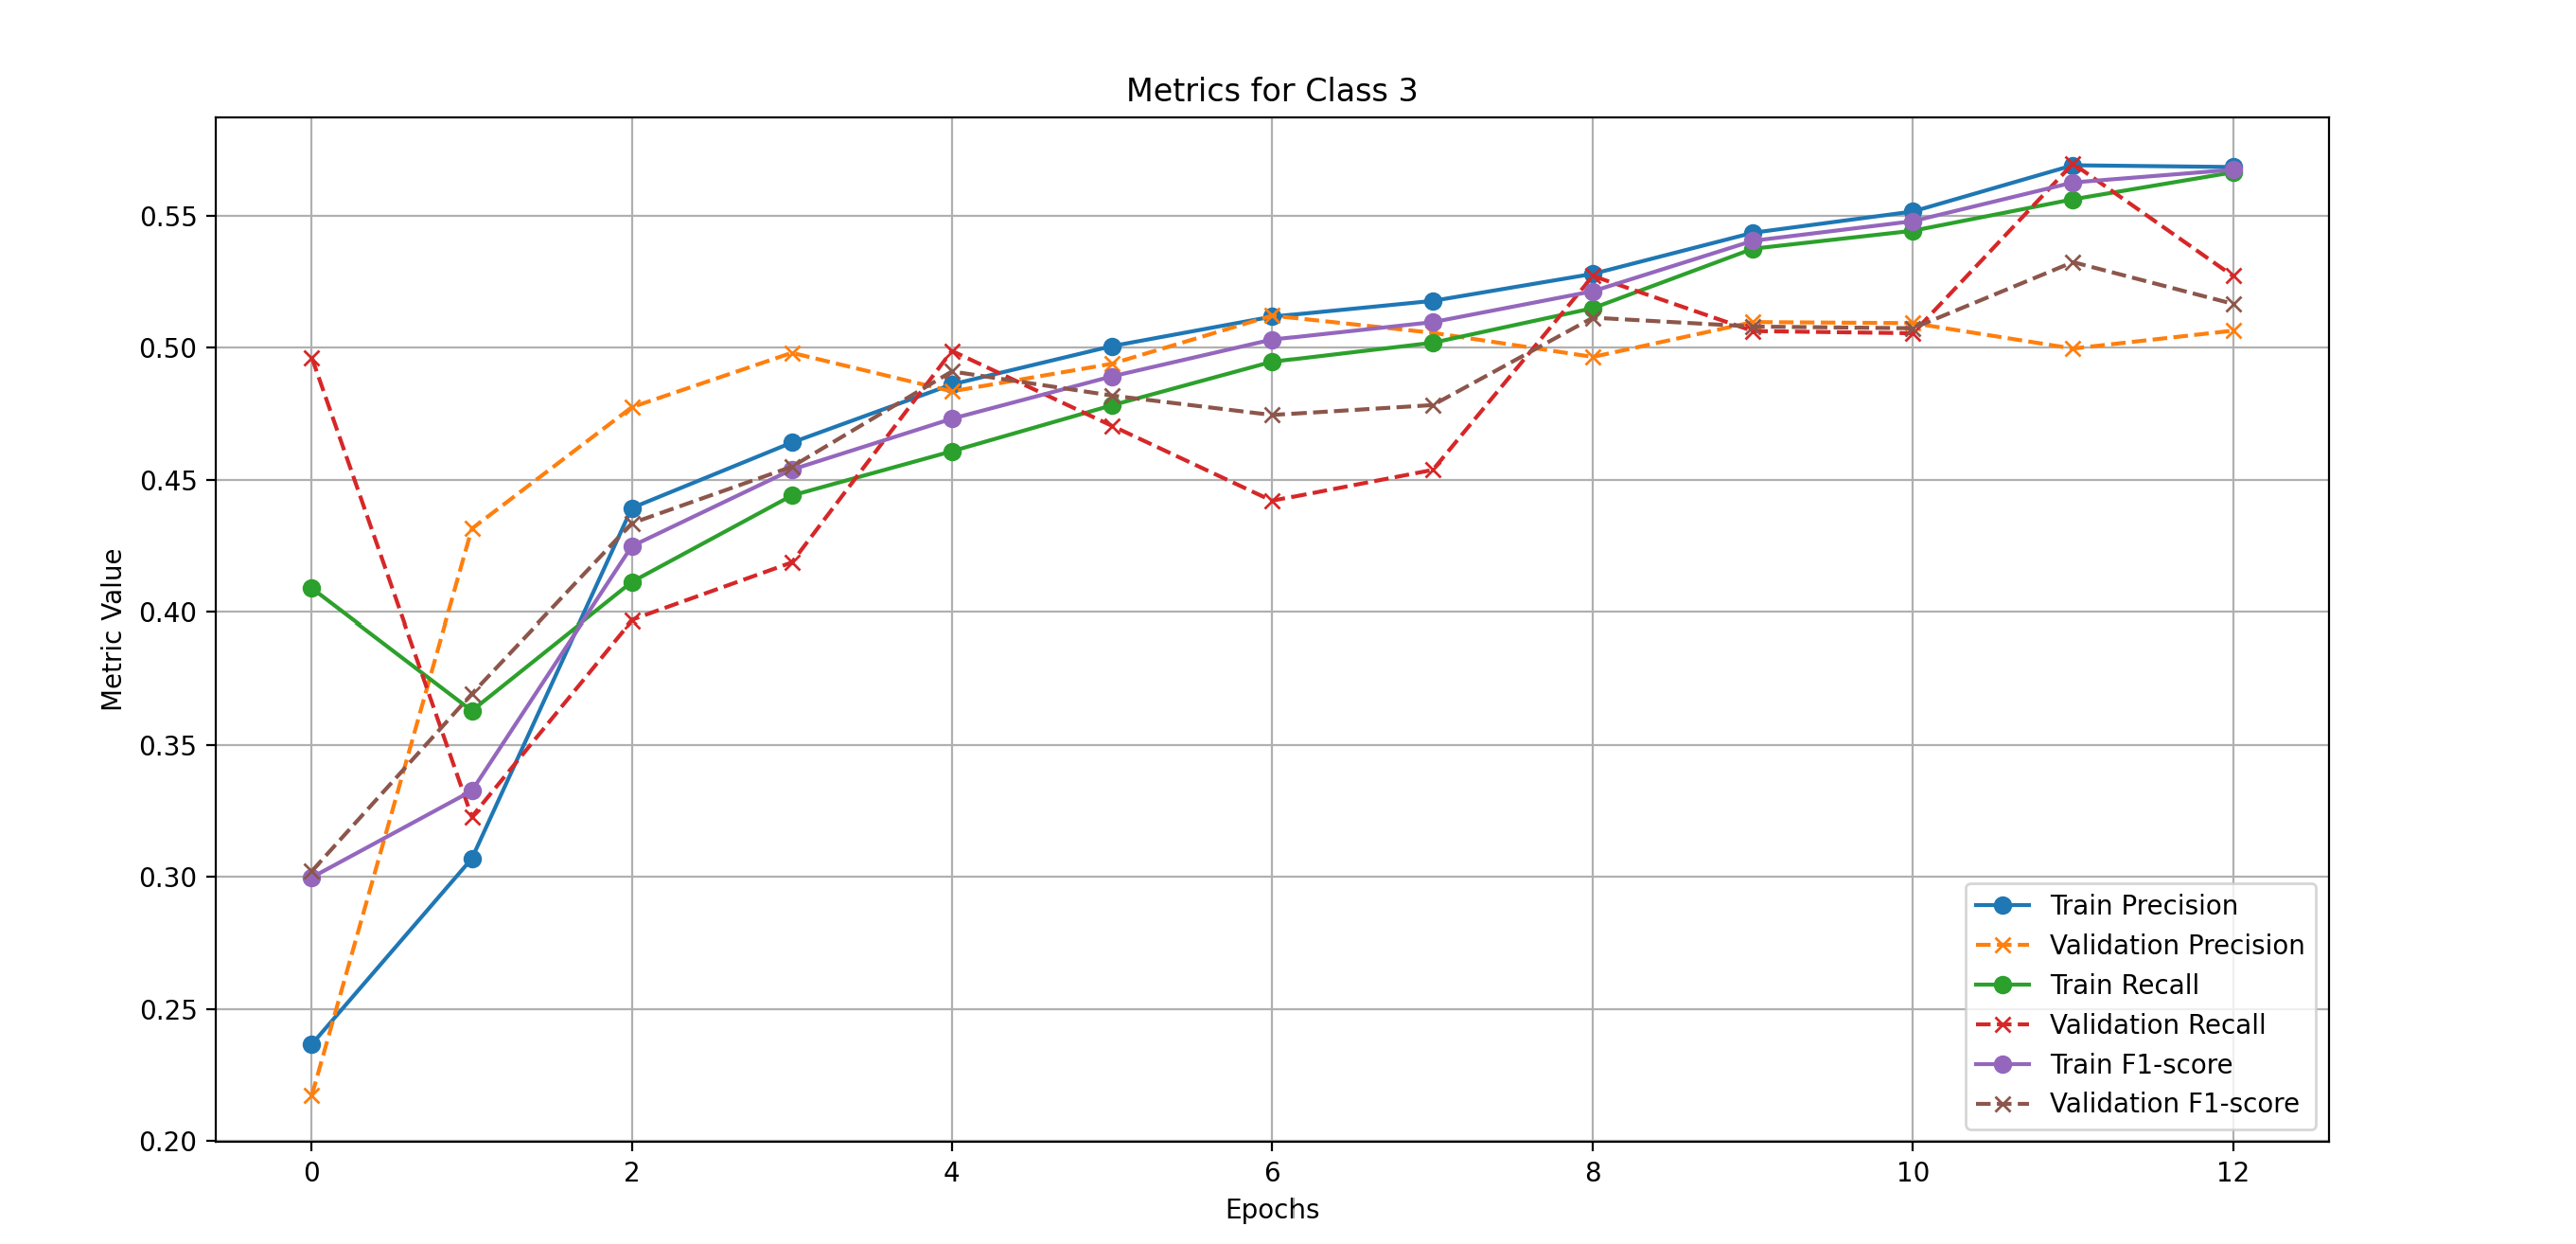 Metrics for Class 3
Metric Value
0.55
0.50
0.45
0.40
0.35
0.30
0.25
0.20
0 2 4 6 8 10 12
Epochs
Train Precision
Validation Precision
Train Recall
Validation Recall
Train F1-score
Validation F1-score